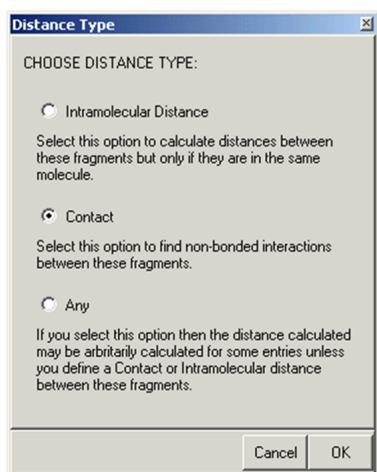 Distance Type
CHOOSE DISTANCE TYPE:
Intramolecular Distance
Select this option to calculate distances between
these fragments but only if they are in the same
molecule.
Contact
Select this option to find non-bonded interactions
between these fragments.
Any
If you select this option then the distance calculated
may be arbritarily calculated for some entries unless
you define a Contact or Intramolecular distance
between these fragments.
Cancel
OK